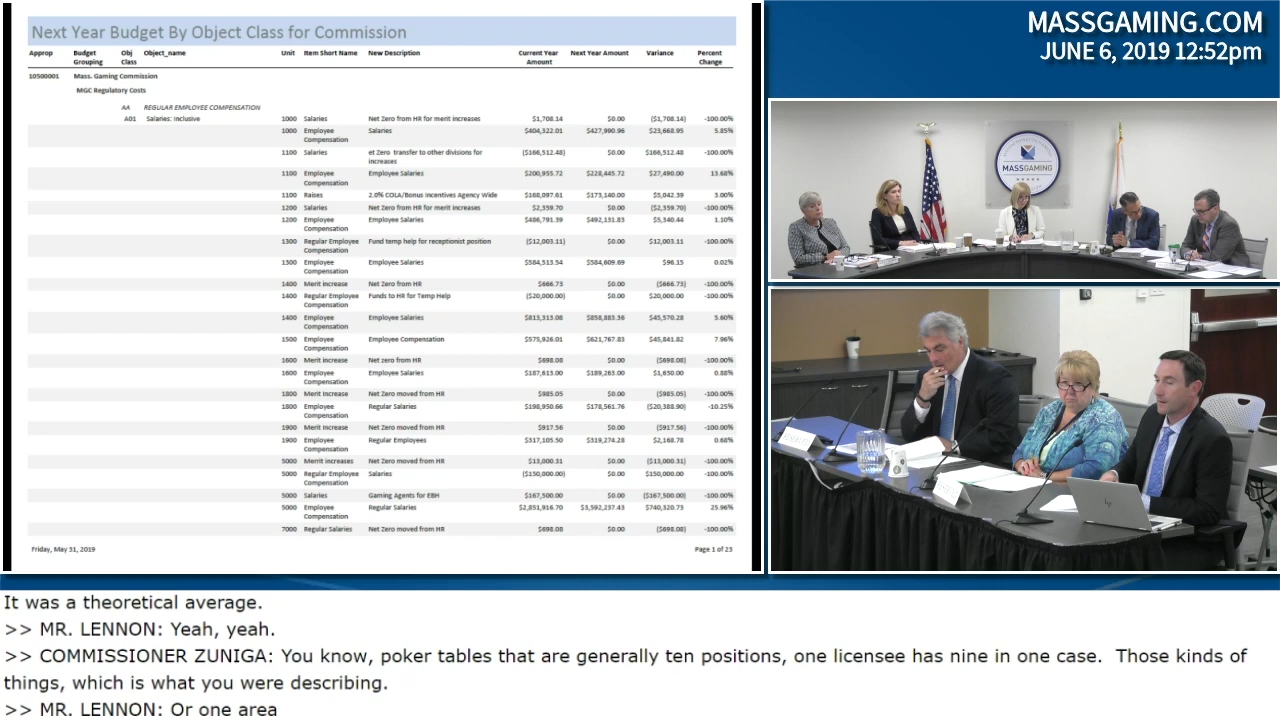 Next Year Budget By Object Class for Commission
Approp Budget Grouping Obj Class Object_name Unit Item Short Name New Description Current Year Amount Next Year Amount Variance Percent Change
10500001 Mass. Gaming Commission
MGC Regulatory Costs
AA REGULAR EMPLOYEE COMPENSATION
A01 Salaries: Inclusive 1000 Salaries Net Zero from HR for merit increases $1,708.14 $0.00 ($1,708.14) -100.00%
1000 Employee Compensation Salaries $404,322.01 $427,990.96 $23,668.95 5.85%
1100 Salaries et Zero transfer to other divisions for increases ($166,512.48) $0.00 $166,512.48 -100.00%
1100 Employee Compensation Employee Salaries $200,955.72 $228,445.72 $27,490.00 13.68%
1100 Raises 2.0% COLA/Bonus Incentives Agency Wide $168,097.61 $173,140.00 $5,042.39 3.00%
1200 Salaries Net Zero from HR for merit increases $2,359.70 $0.00 ($2,359.70) -100.00%
1200 Employee Compensation Employee Salaries $486,791.39 $492,131.83 $5,340.44 1.10%
1300 Regular Employee Compensation Fund temp help for receptionist position ($12,003.11) $0.00 $12,003.11 -100.00%
1300 Employee Compensation Employee Salaries $584,513.54 $584,609.69 $96.15 0.02%
1400 Merit increase Net Zero from HR $666.73 $0.00 ($666.73) -100.00%
1400 Regular Employee Compensation Funds to HR for Temp Help ($20,000.00) $0.00 $20,000.00 -100.00%
1400 Employee Compensation Employee Salaries $813,313.08 $858,883.36 $45,570.28 5.60%
1500 Employee Compensation Employee Compensation $575,926.01 $621,767.83 $45,841.82 7.96%
1600 Merit increase Net zero from HR $698.08 $0.00 ($698.08) -100.00%
1600 Employee Compensation Employee Salaries $187,613.00 $189,263.00 $1,650.00 0.88%
1800 Merit Increase Net Zero moved from HR $985.05 $0.00 ($985.05) -100.00%
1800 Employee Compensation Regular Salaries $198,950.66 $178,561.76 ($20,388.90) -10.25%
1900 Merit Increase Net Zero moved from HR $917.56 $0.00 ($917.56) -100.00%
1900 Employee Compensation Regular Employees $317,105.50 $319,274.28 $2,168.78 0.68%
5000 Merrit increases Net Zero moved from HR $13,000.31 $0.00 ($13,000.31) -100.00%
5000 Regular Employee Compensation Salaries ($150,000.00) $0.00 $150,000.00 -100.00%
5000 Salaries Gaming Agents for EBH $167,500.00 $0.00 ($167,500.00) -100.00%
5000 Employee Compensation Regular Salaries $2,851,916.70 $3,592,237.43 $740,320.73 25.96%
7000 Regular Salaries Net Zero moved from HR $698.08 $0.00 ($698.08) -100.00%
Friday, May 31, 2019 Page 1 of 23
MASSGAMING.COM
JUNE 6, 2019 12:52pm
MASSGAMING
It was a theoretical average.
>> MR. LENNON: Yeah, yeah.
>> COMMISSIONER ZUNIGA: You know, poker tables that are generally ten positions, one licensee has nine in one case. Those kinds of
things, which is what you were describing.
>> MR. LENNON: Or one area